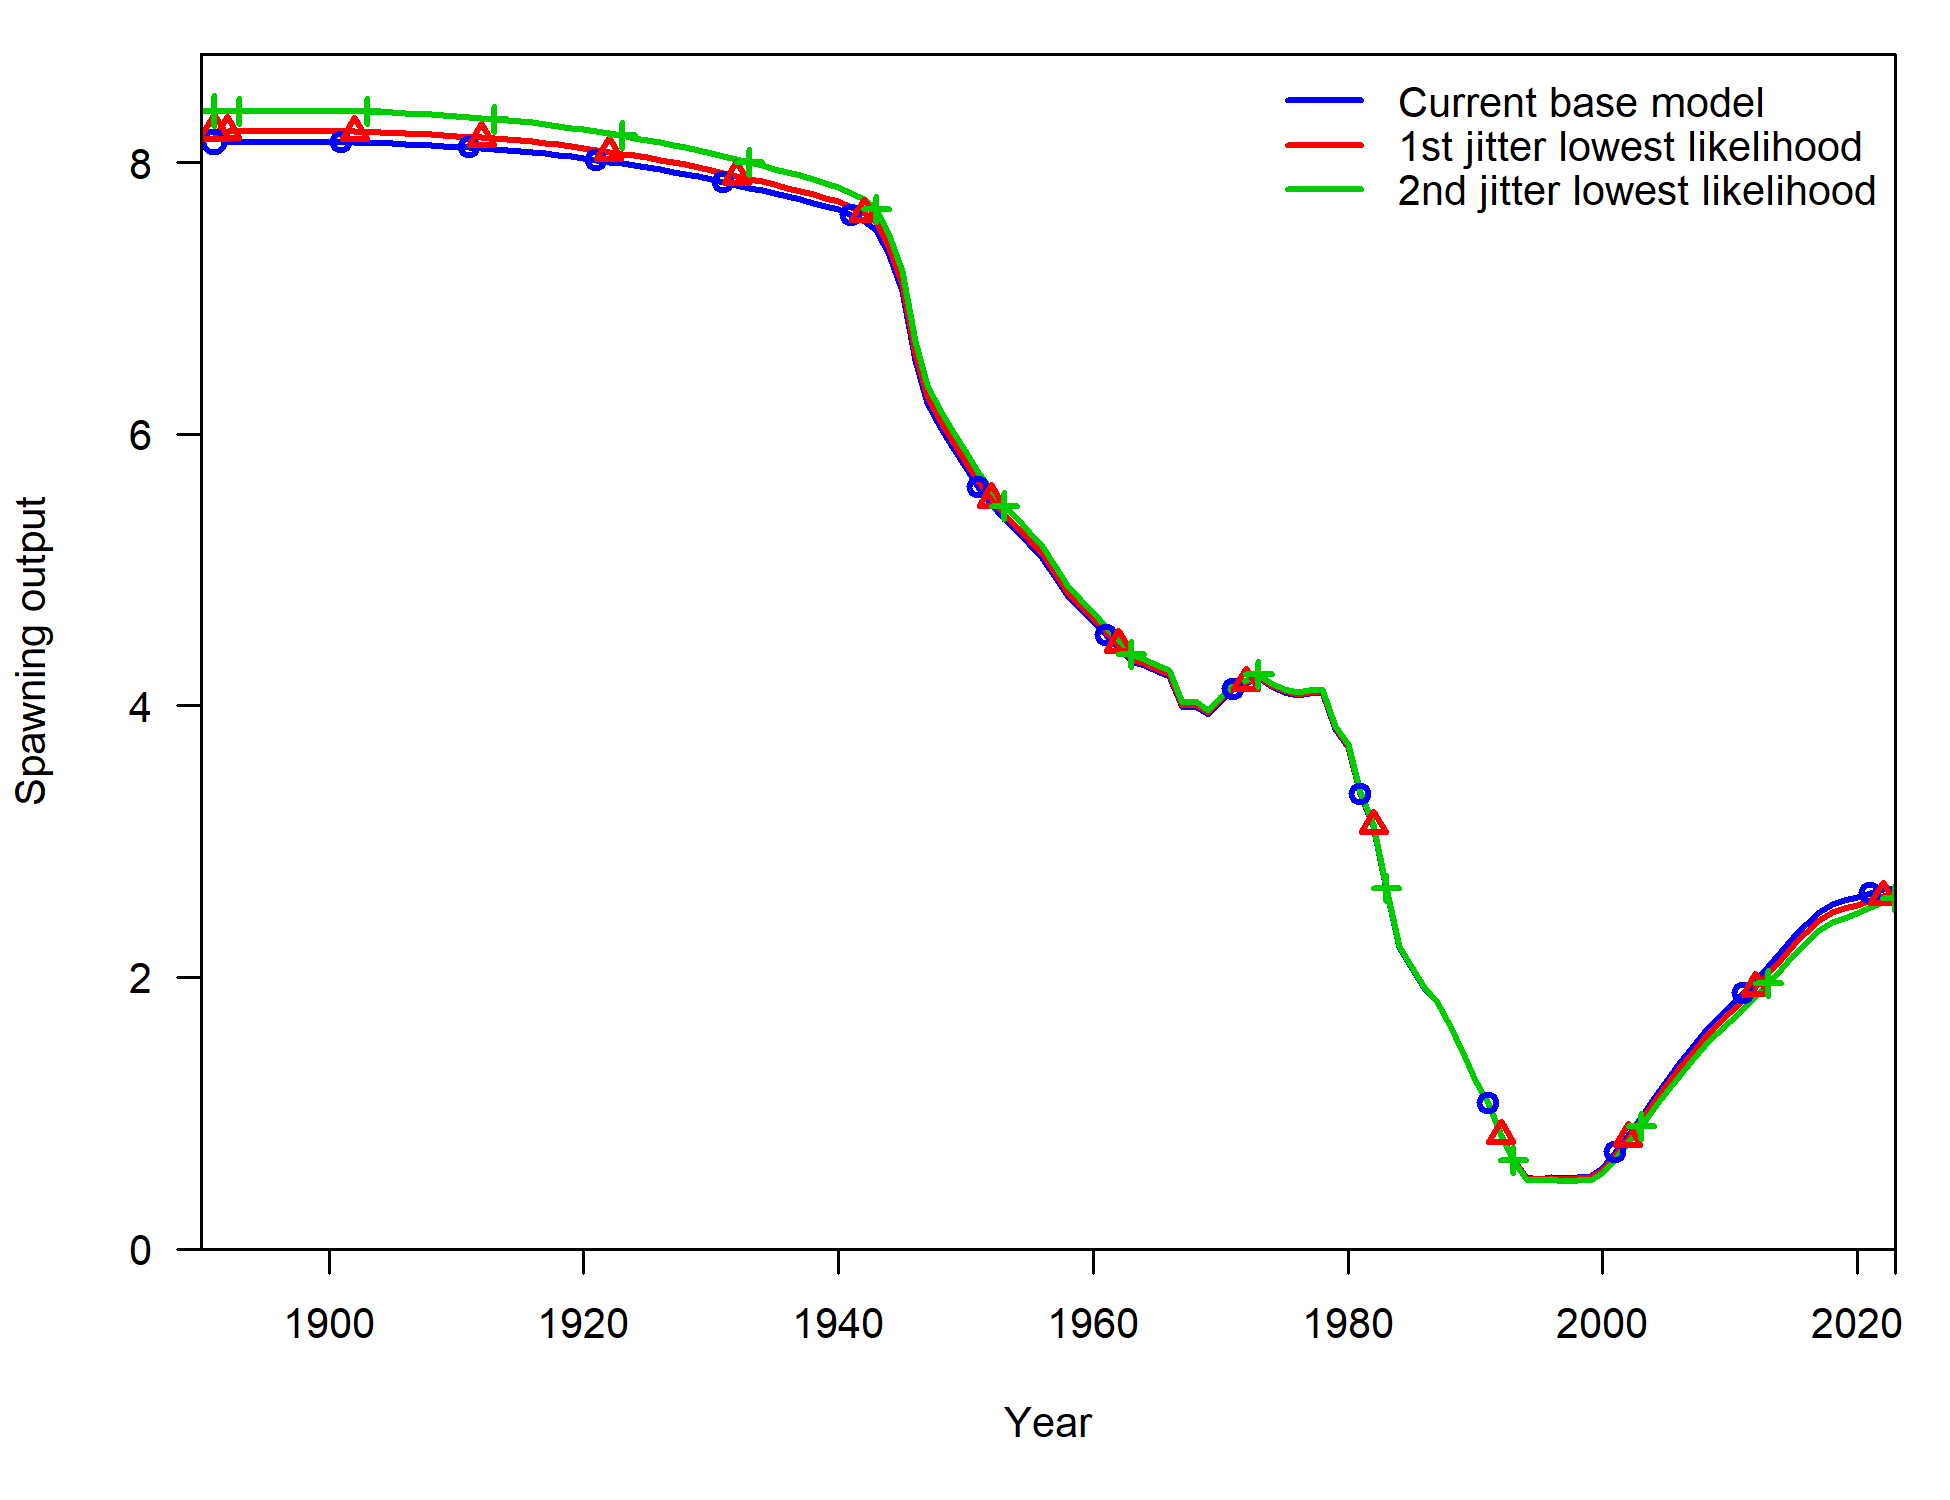 Current base model
1st jitter lowest likelihood
2nd jitter lowest likelihood
8
6
4
2
0
Spawning output
1900 1920 1940 1960 1980 2000 2020
Year